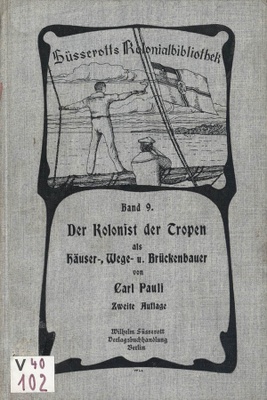 Süsserotts Kolonialbibliothek
Band 9.
Der Kolonist der Tropen
als
Häuser-, Wege- u. Brückenbauer
von
Carl Pauli
Zweite Auflage
Wilhelm Süsserott
Verlagsbuchhandlung
Berlin
V 40
102